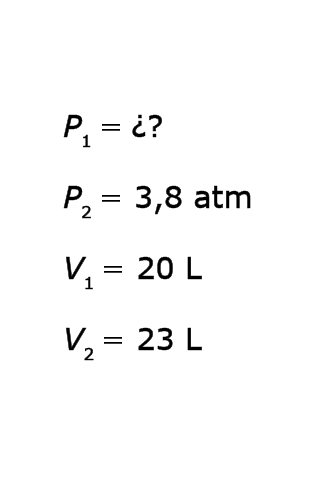 P₁ = ¿?
P₂ = 3,8 atm
V₁ = 20 L
V₂ = 23 L